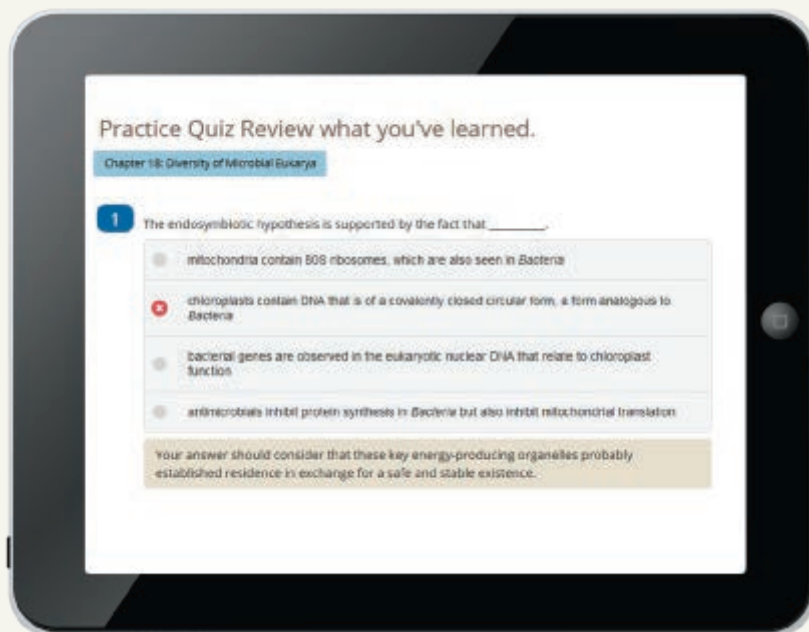 Practice Quiz Review what you've learned.
Chapter 18: Diversity of Microbial Eukarya
1
The endosymbiotic hypothesis is supported by the fact that ________.
mitochondria contain 80S ribosomes, which are also seen in Bacteria
chloroplasts contain DNA that is of a covalently closed circular form, a form analogous to
Bacteria
bacterial genes are observed in the eukaryotic nuclear DNA that relate to chloroplast
function
antimicrobials inhibit protein synthesis in Bacteria but also inhibit mitochondrial translation
Your answer should consider that these key energy-producing organelles probably
established residence in exchange for a safe and stable existence.